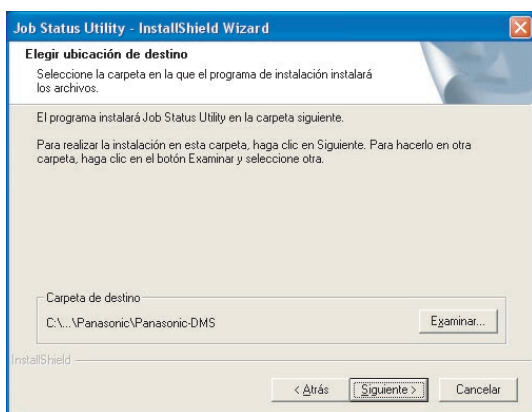 Job Status Utility - InstallShield Wizard
Elegir ubicación de destino
Seleccione la carpeta en la que el programa de instalación instalará
los archivos.
El programa instalará Job Status Utility en la carpeta siguiente.
Para realizar la instalación en esta carpeta, haga clic en Siguiente. Para hacerlo en otra
carpeta, haga clic en el botón Examinar y seleccione otra.
Carpeta de destino
C:\...\Panasonic\Panasonic-DMS
Examinar...
InstallShield
< Atrás
Siguiente >
Cancelar